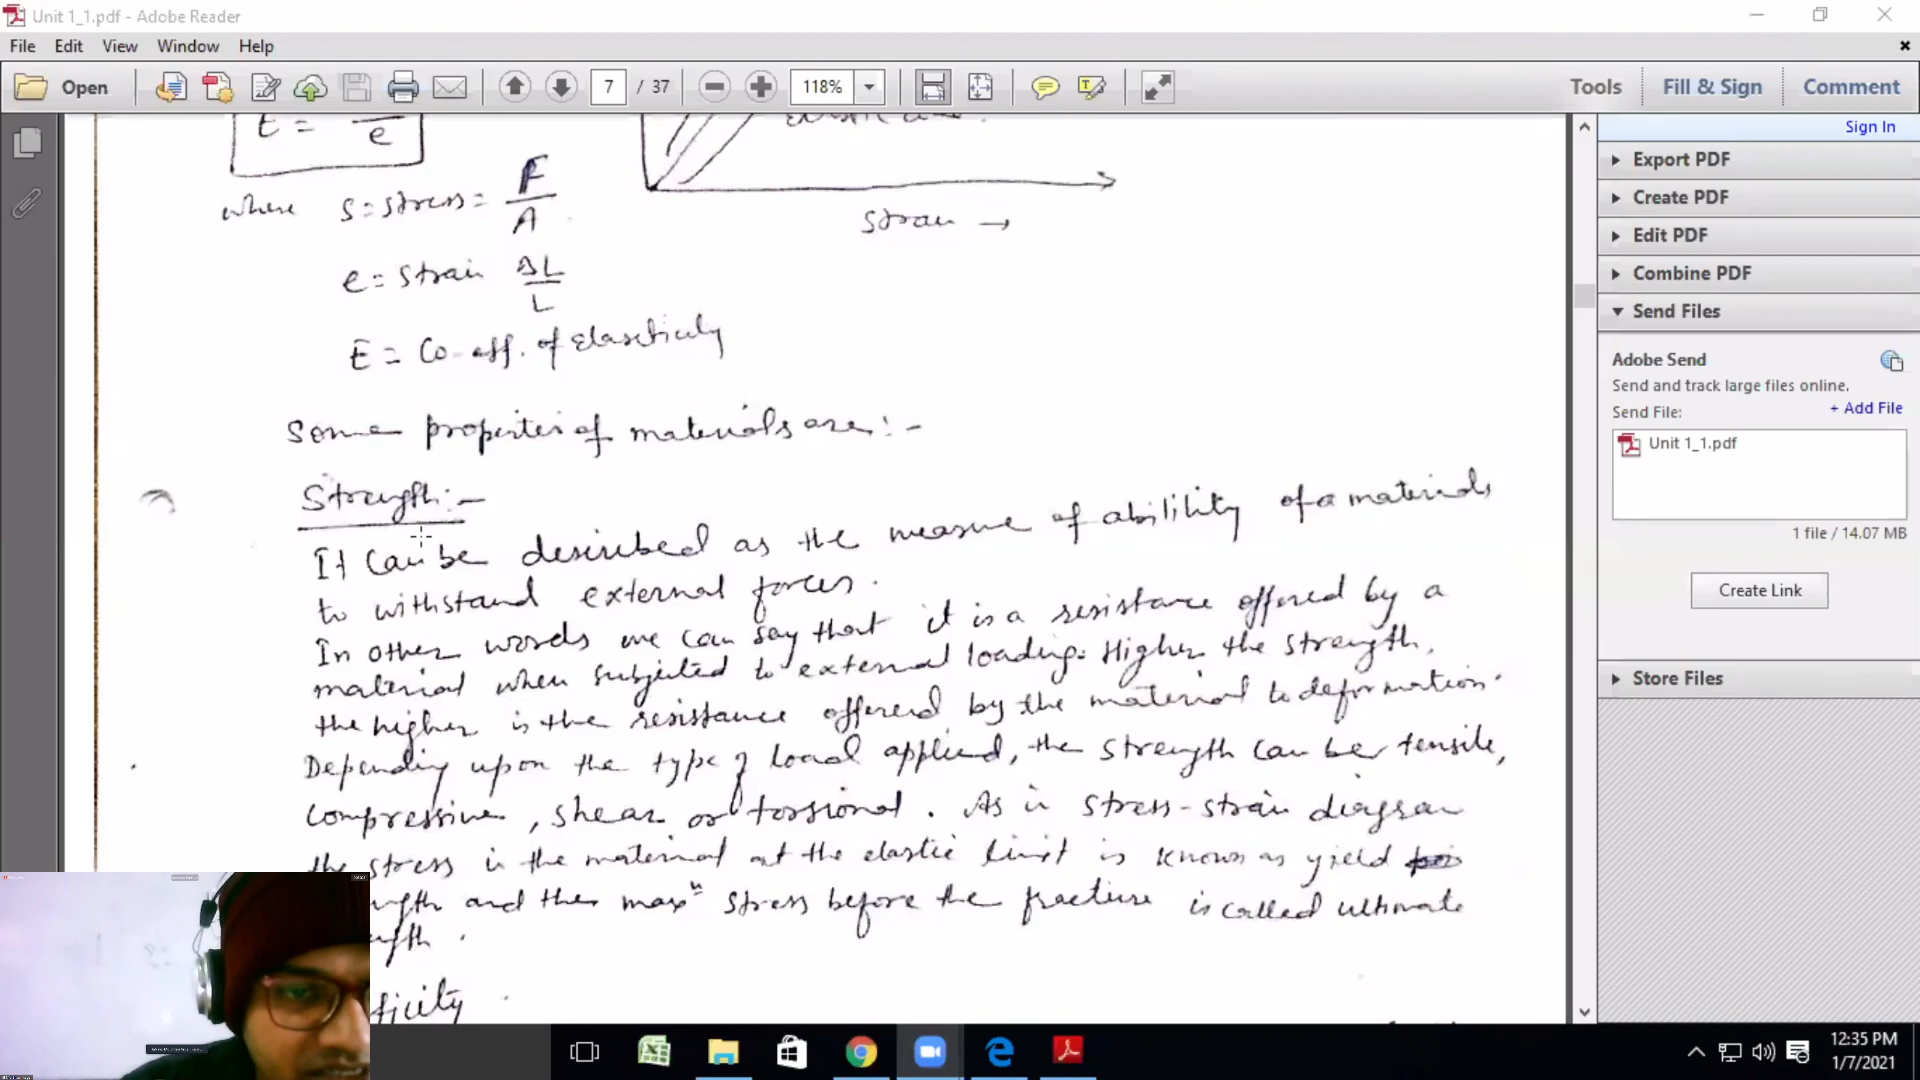 Unit 1_1.pdf - Adobe Reader
File Edit View Window Help
Open 7 / 37 118% Tools Fill & Sign Comment
Sign In
Export PDF
Create PDF
Edit PDF
Combine PDF
Send Files
Adobe Send
Send and track large files online.
Send File: + Add File
Unit 1_1.pdf
1 file / 14.07 MB
Create Link
Store Files
E = e
where s = stress = F/A
strain →
e = strain ΔL/L
E = Co-eff. of Elasticity
Some properties of materials are :-
Strength :-
It can be described as the measure of ability of a materials
to withstand external forces.
In other words we can say that it is a resistance offered by a
material when subjected to external loading. Higher the strength,
the higher is the resistance offered by the material to deformation.
Depending upon the type of load applied, the strength can be tensile,
compressive, shear or torsional. As in stress-strain diagram
the stress in the material at the elastic limit is known as yield
and the max^m stress before the fracture is called ultimate
12:35 PM
1/7/2021